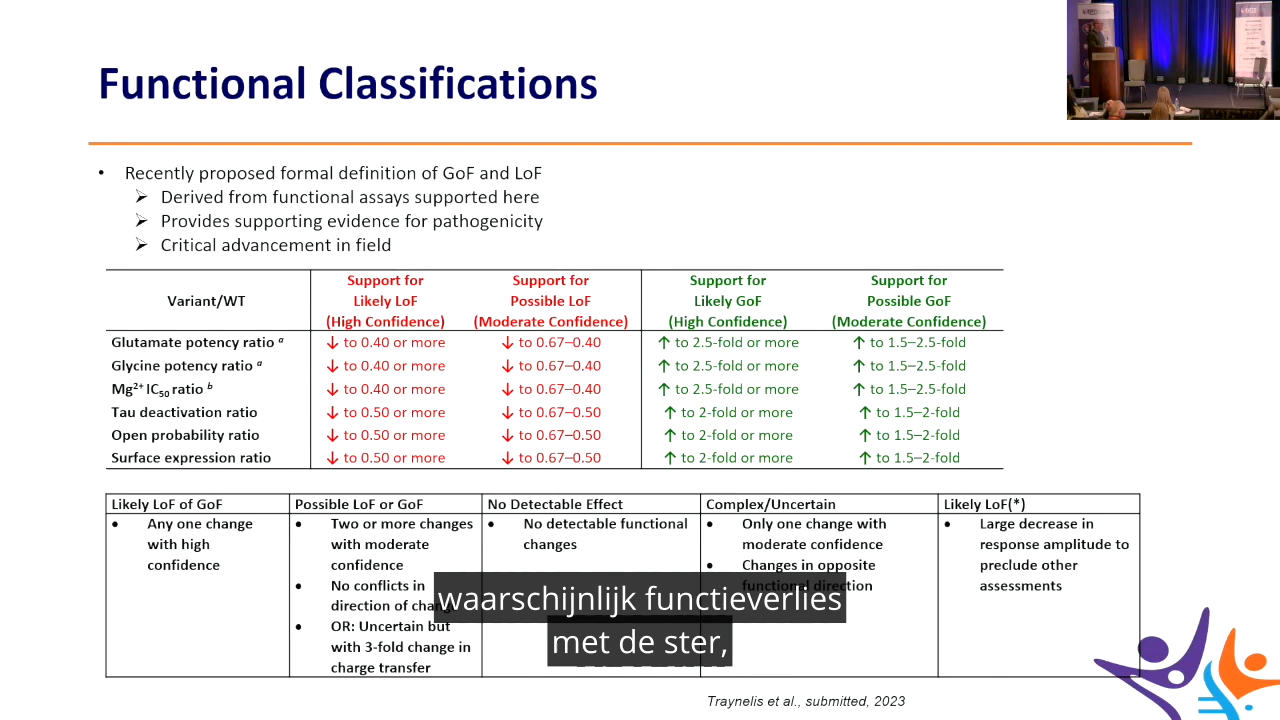 Functional Classifications
• Recently proposed formal definition of GoF and LoF
➢ Derived from functional assays supported here
➢ Provides supporting evidence for pathogenicity
➢ Critical advancement in field
Variant/WT
Support for
Likely LoF
(High Confidence)
Support for
Possible LoF
(Moderate Confidence)
Support for
Likely GoF
(High Confidence)
Support for
Possible GoF
(Moderate Confidence)
Glutamate potency ratio ᵃ ↓ to 0.40 or more ↓ to 0.67–0.40 ↑ to 2.5-fold or more ↑ to 1.5–2.5-fold
Glycine potency ratio ᵃ ↓ to 0.40 or more ↓ to 0.67–0.40 ↑ to 2.5-fold or more ↑ to 1.5–2.5-fold
Mg²⁺ IC₅₀ ratio ᵇ ↓ to 0.40 or more ↓ to 0.67–0.40 ↑ to 2.5-fold or more ↑ to 1.5–2.5-fold
Tau deactivation ratio ↓ to 0.50 or more ↓ to 0.67–0.50 ↑ to 2-fold or more ↑ to 1.5–2-fold
Open probability ratio ↓ to 0.50 or more ↓ to 0.67–0.50 ↑ to 2-fold or more ↑ to 1.5–2-fold
Surface expression ratio ↓ to 0.50 or more ↓ to 0.67–0.50 ↑ to 2-fold or more ↑ to 1.5–2-fold
Likely LoF of GoF
• Any one change
with high
confidence
Possible LoF or GoF
• Two or more changes
with moderate
confidence
• No conflicts in
direction of change
• OR: Uncertain but
with 3-fold change in
charge transfer
No Detectable Effect
• No detectable functional
changes
Complex/Uncertain
• Only one change with
moderate confidence
• Changes in opposite
functional direction
Likely LoF(*)
• Large decrease in
response amplitude to
preclude other
assessments
waarschijnlijk functieverlies
met de ster,
Traynelis et al., submitted, 2023